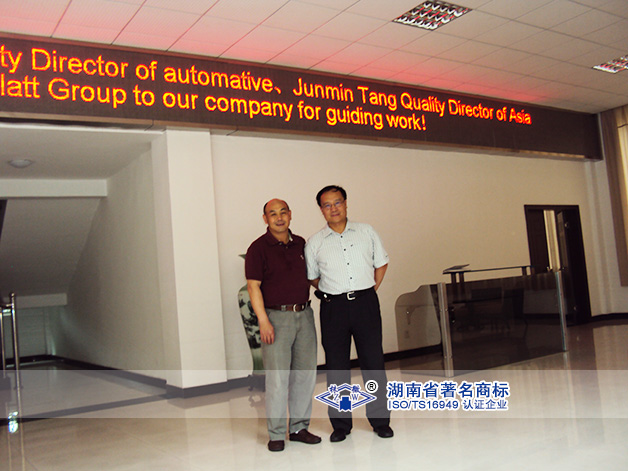 ty Director of automative、Junmin Tang Quality Director of Asia
latt Group to our company for guiding work!
® 湖南省著名商标
ISO/TS16949 认证企业